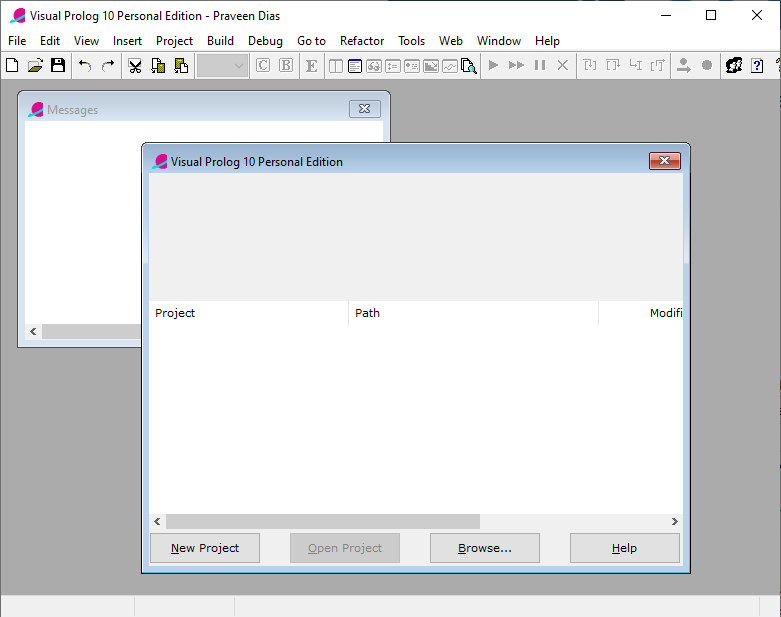 Visual Prolog 10 Personal Edition - Praveen Dias
File Edit View Insert Project Build Debug Go to Refactor Tools Web Window Help
C B E
Messages
Visual Prolog 10 Personal Edition
Project Path Modifi
New Project Open Project Browse... Help